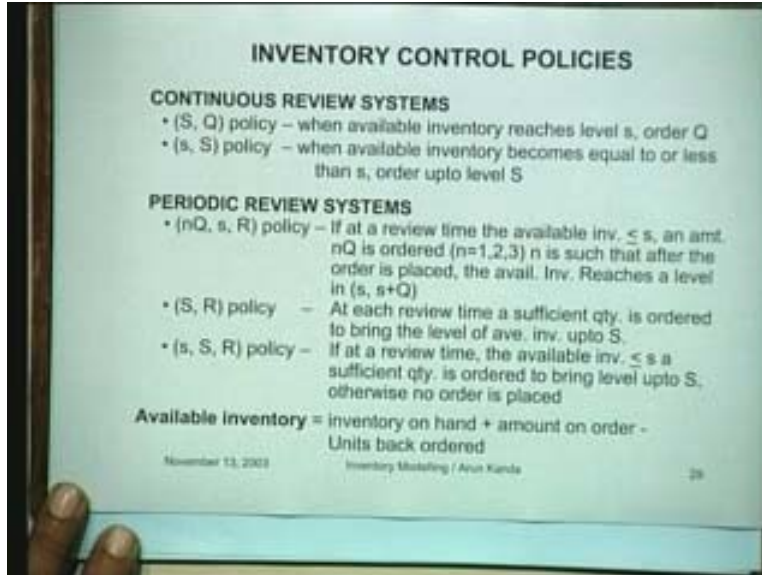 INVENTORY CONTROL POLICIES
CONTINUOUS REVIEW SYSTEMS
• (S, Q) policy – when available inventory reaches level s, order Q
• (s, S) policy – when available inventory becomes equal to or less
than s, order upto level S
PERIODIC REVIEW SYSTEMS
• (nQ, s, R) policy – If at a review time the available inv. ≤ s, an amt.
nQ is ordered (n=1,2,3) n is such that after the
order is placed, the avail. Inv. Reaches a level
in (s, s+Q)
• (S, R) policy – At each review time a sufficient qty. is ordered
to bring the level of ave. inv. upto S.
• (s, S, R) policy – If at a review time, the available inv. ≤ s a
sufficient qty. is ordered to bring level upto S,
otherwise no order is placed
Available inventory = inventory on hand + amount on order -
Units back ordered
November 13, 2003 Inventory Modelling / Arun Kanda 28